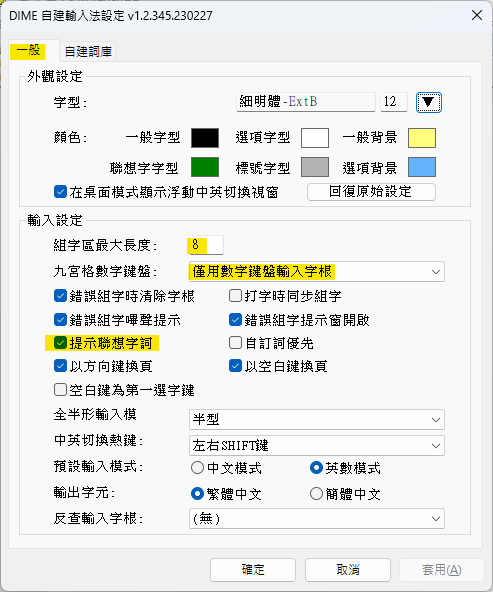 DIME 自建輸入法設定 v1.2.345.230227
一般 自建詞庫
外觀設定
字型: 細明體-ExtB 12
顏色: 一般字型 選項字型 一般背景
聯想字字型 標號字型 選項背景
在桌面模式顯示浮動中英切換視窗 回復原始設定
輸入設定
組字區最大長度: 8
九宮格數字鍵盤: 僅用數字鍵盤輸入字根
錯誤組字時清除字根 打字時同步組字
錯誤組字嗶聲提示 錯誤組字提示窗開啟
提示聯想字詞 自訂詞優先
以方向鍵換頁 以空白鍵換頁
空白鍵為第一選字鍵
全半形輸入模 半型
中英切換熱鍵: 左右SHIFT鍵
預設輸入模式: 中文模式 英數模式
輸出字元: 繁體中文 簡體中文
反查輸入字根: (無)
確定 取消 套用(A)